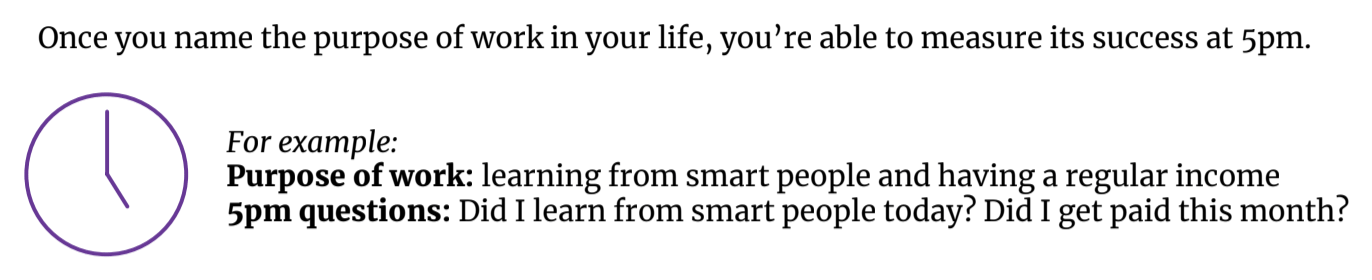 Once you name the purpose of work in your life, you’re able to measure its success at 5pm.
For example:
Purpose of work: learning from smart people and having a regular income
5pm questions: Did I learn from smart people today? Did I get paid this month?